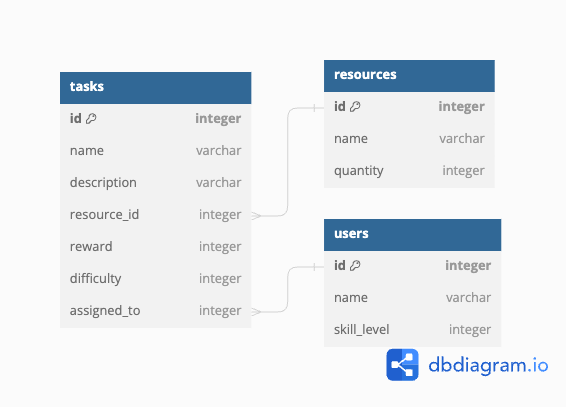 tasks
id integer
name varchar
description varchar
resource_id integer
reward integer
difficulty integer
assigned_to integer
resources
id integer
name varchar
quantity integer
users
id integer
name varchar
skill_level integer
dbdiagram.io